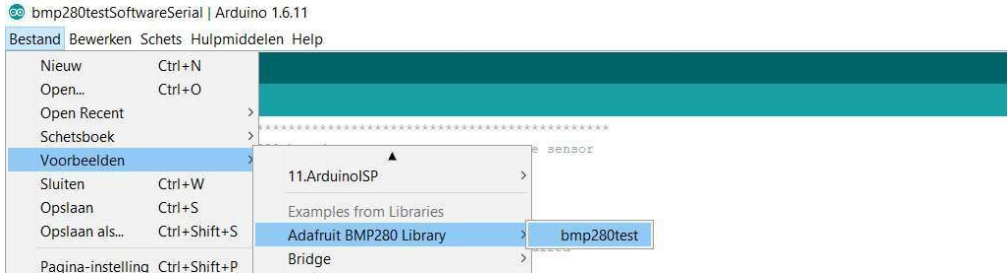 bmp280testSoftwareSerial | Arduino 1.6.11
Bestand Bewerken Schets Hulpmiddelen Help
Nieuw Ctrl+N
Open... Ctrl+O
Open Recent >
Schetsboek >
Voorbeelden >
Sluiten Ctrl+W
Opslaan Ctrl+S
Opslaan als... Ctrl+Shift+S
Pagina-instelling Ctrl+Shift+P
***********************************************
e sensor
▲
11.ArduinoISP >
Examples from Libraries
Adafruit BMP280 Library >
Bridge >
bmp280test